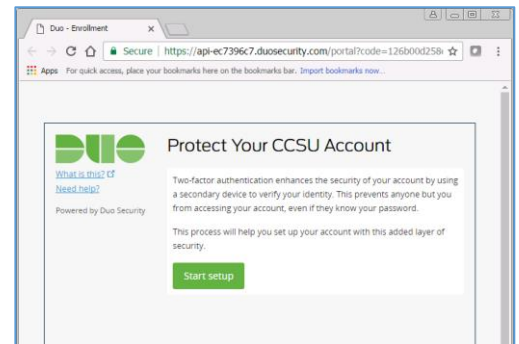 Duo - Enrollment
Secure | https://api-ec7396c7.duosecurity.com/portal?code=126b00d258
Apps For quick access, place your bookmarks here on the bookmarks bar. Import bookmarks now...
DUO
Protect Your CCSU Account
What is this?
Need help?
Powered by Duo Security
Two-factor authentication enhances the security of your account by using
a secondary device to verify your identity. This prevents anyone but you
from accessing your account, even if they know your password.
This process will help you set up your account with this added layer of
security.
Start setup